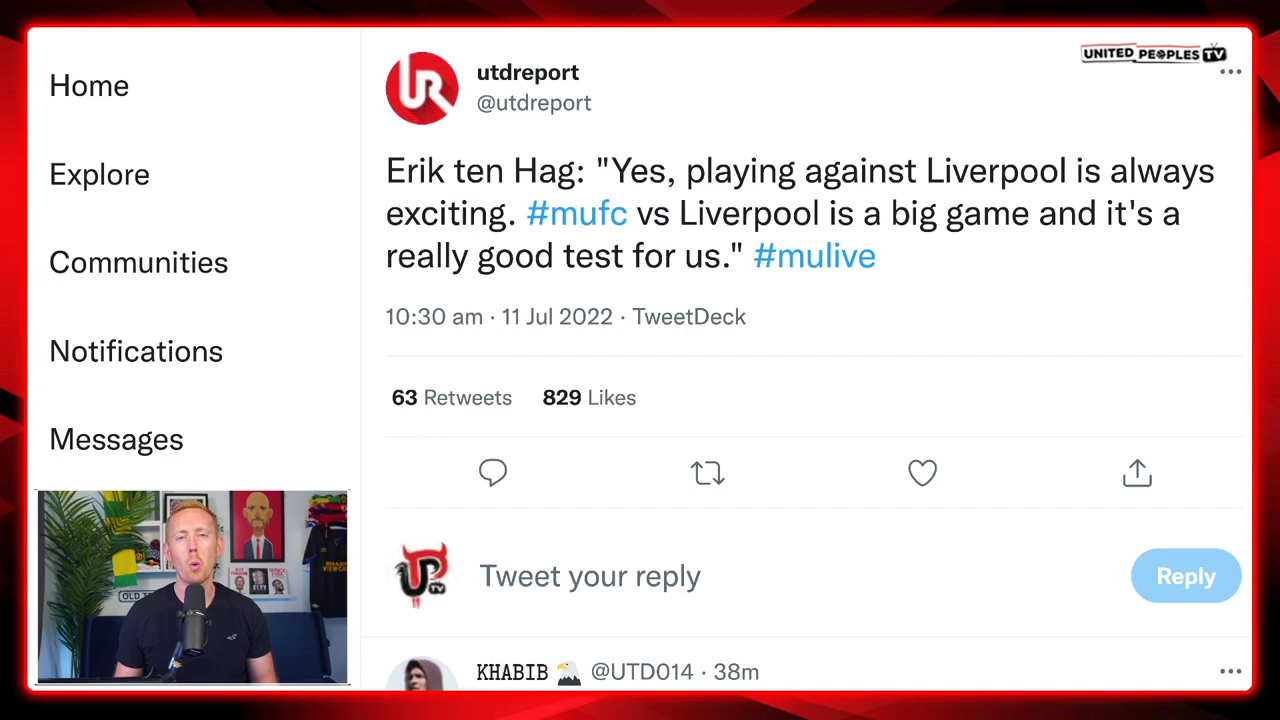 Home
Explore
Communities
Notifications
Messages
UNITED PEOPLES TV
utdreport
@utdreport
Erik ten Hag: "Yes, playing against Liverpool is always
exciting. #mufc vs Liverpool is a big game and it's a
really good test for us." #mulive
10:30 am · 11 Jul 2022 · TweetDeck
63 Retweets 829 Likes
Tweet your reply
Reply
KHABIB 🦅 @UTD014 · 38m